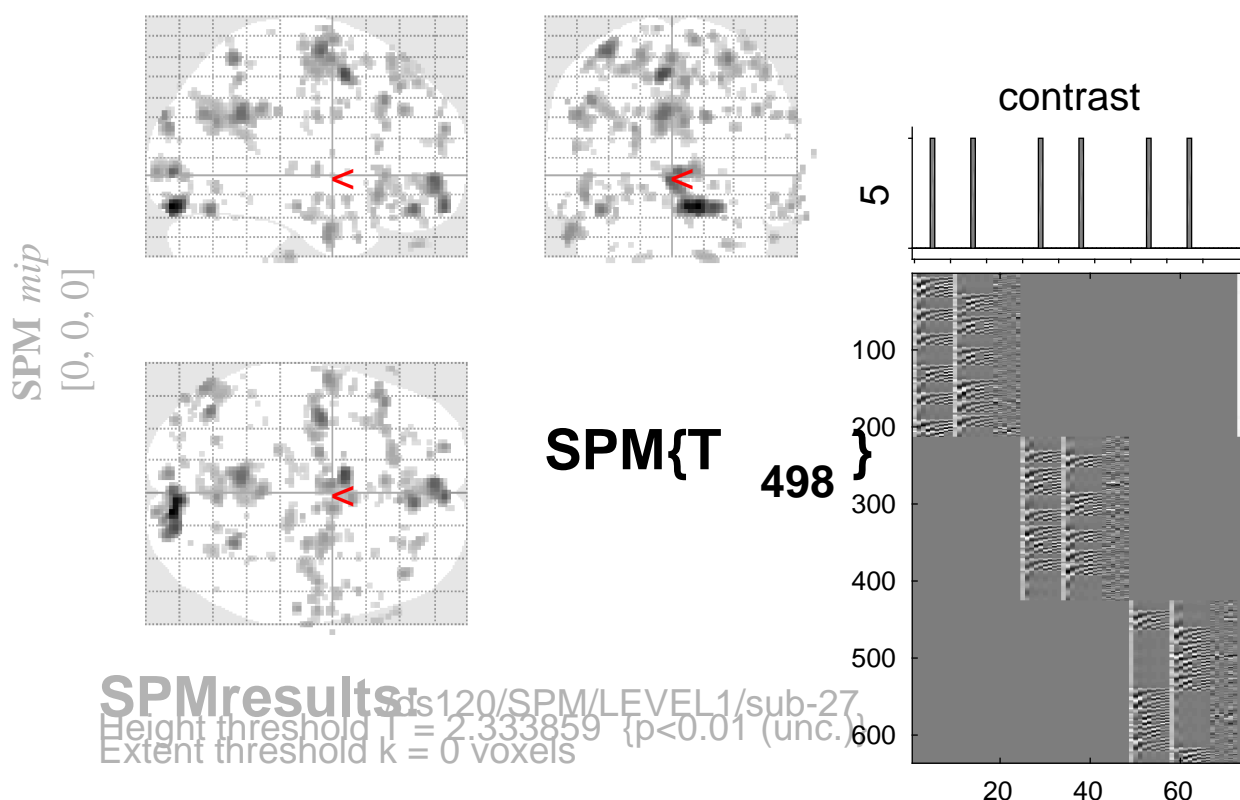 SPM mip
[0, 0, 0]
<
<
<
SPM{T 498 }
contrast
5
100
200
300
400
500
600
20
40
60
SPMresults: /ds120/SPM/LEVEL1/sub-27
Height threshold T = 2.333859 {p<0.01 (unc.)}
Extent threshold k = 0 voxels